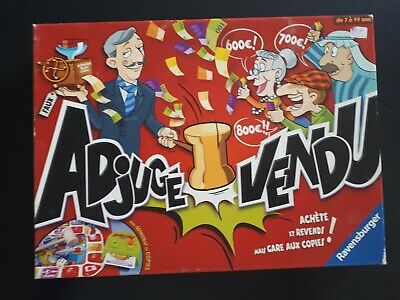 de 7 à 99 ans
600€!
700€!
800€!!
FAUX
ADJUGÉ VENDU
ACHÈTE
ET REVENDS
MAIS GARE AUX COPIES!
Ravensburger